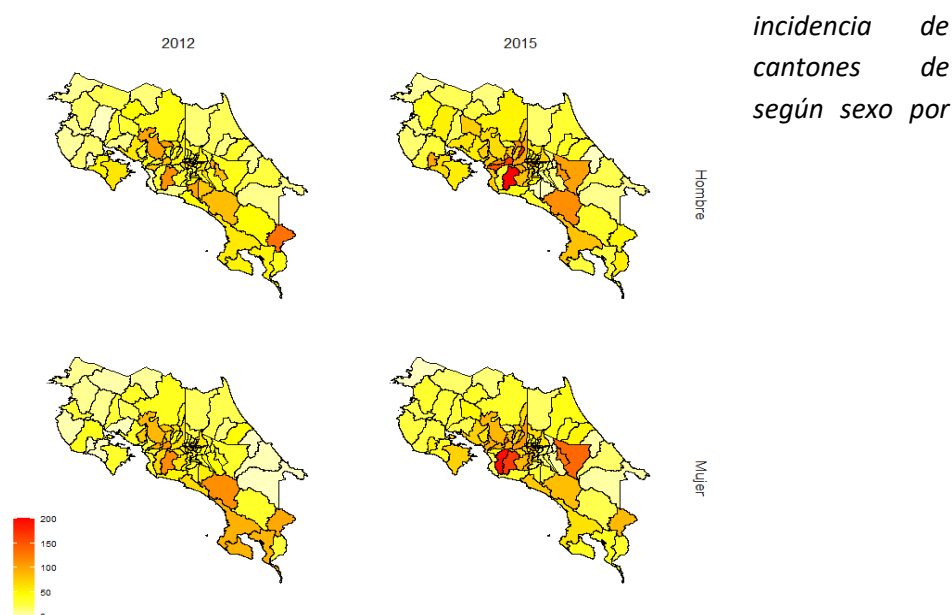 incidencia de
cantones de
según sexo por
2012
2015
Hombre
Mujer
200
150
100
50
0